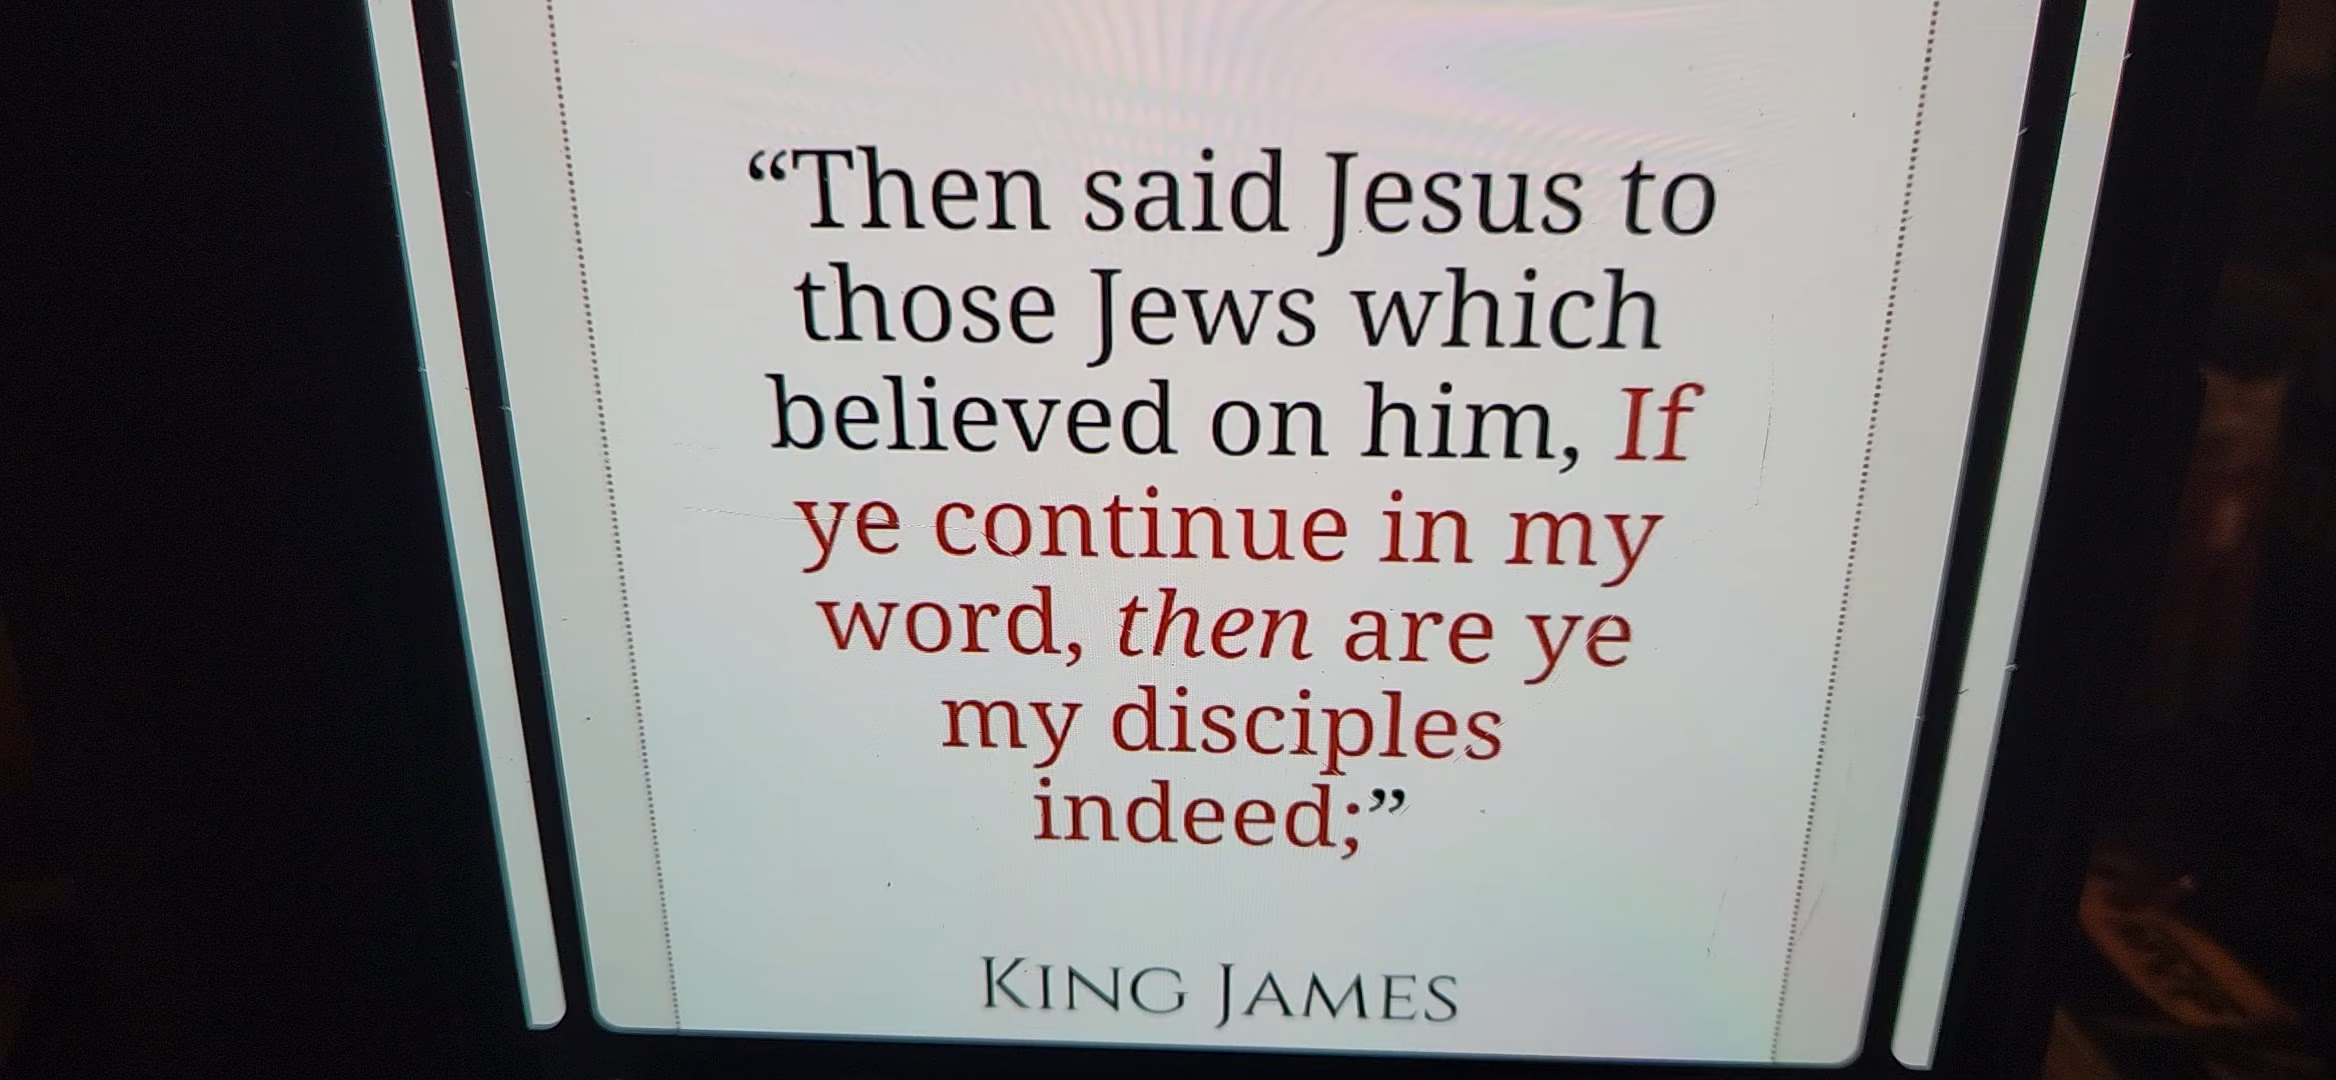 “Then said Jesus to
those Jews which
believed on him, If
ye continue in my
word, then are ye
my disciples
indeed;”
KING JAMES